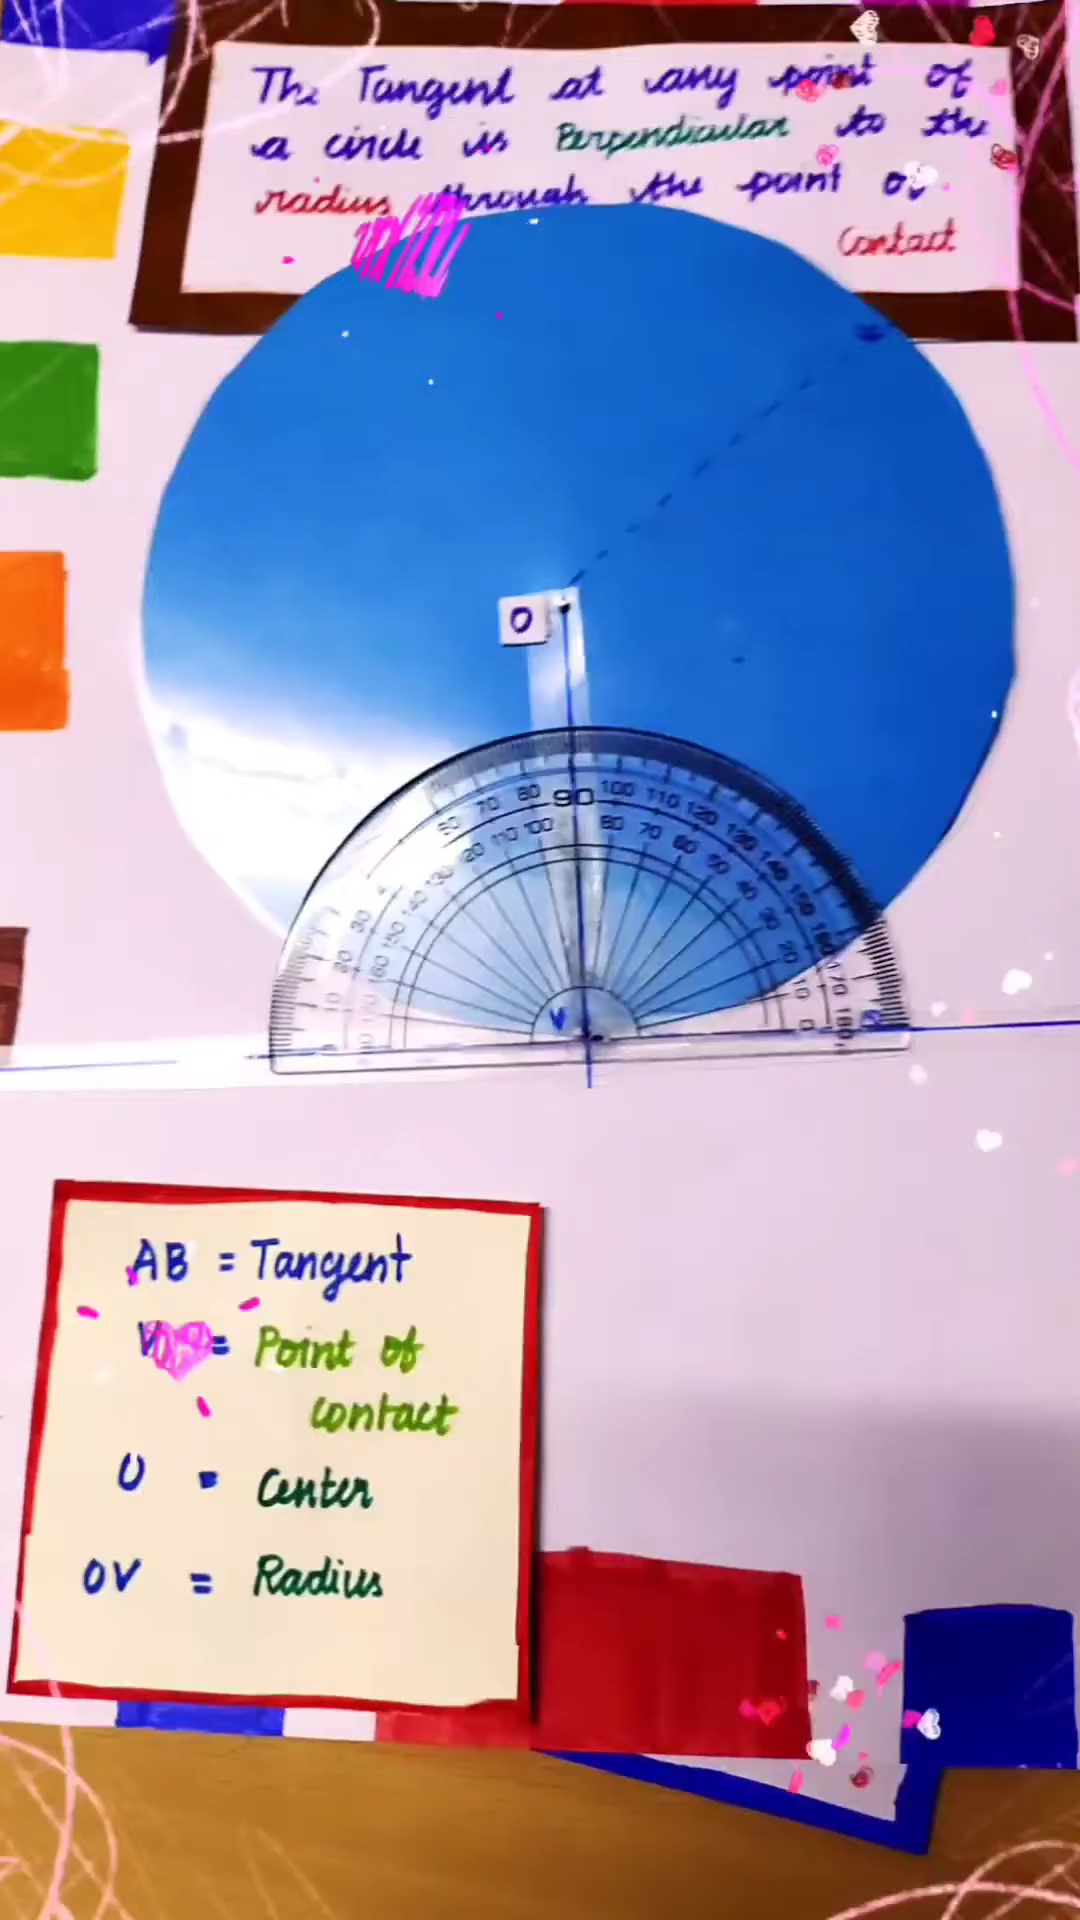 The Tangent at any point of
a circle is Perpendicular to the
radius through the point of
Contact
O
90
V
B
AB = Tangent
V = Point of
contact
O = Center
OV = Radius